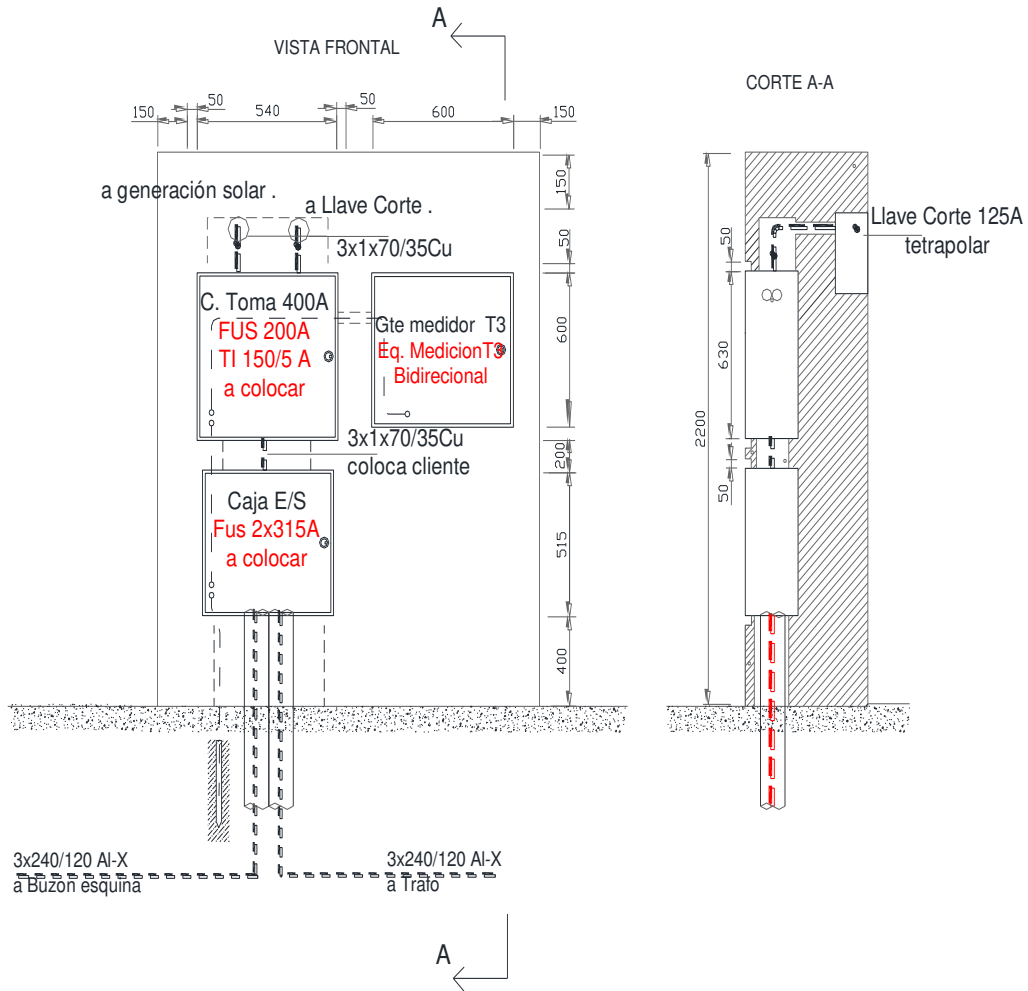 A
VISTA FRONTAL
CORTE A-A
150
50
540
50
600
150
a generación solar .
a Llave Corte .
3x1x70/35Cu
150
50
Llave Corte 125A
tetrapolar
50
C. Toma 400A
FUS 200A
TI 150/5 A
a colocar
Gte medidor T3
Eq. MedicionT3
Bidirecional
600
630
2200
3x1x70/35Cu
coloca cliente
200
50
Caja E/S
Fus 2x315A
a colocar
515
400
3x240/120 Al-X
a Buzon esquina
3x240/120 Al-X
a Trafo
A